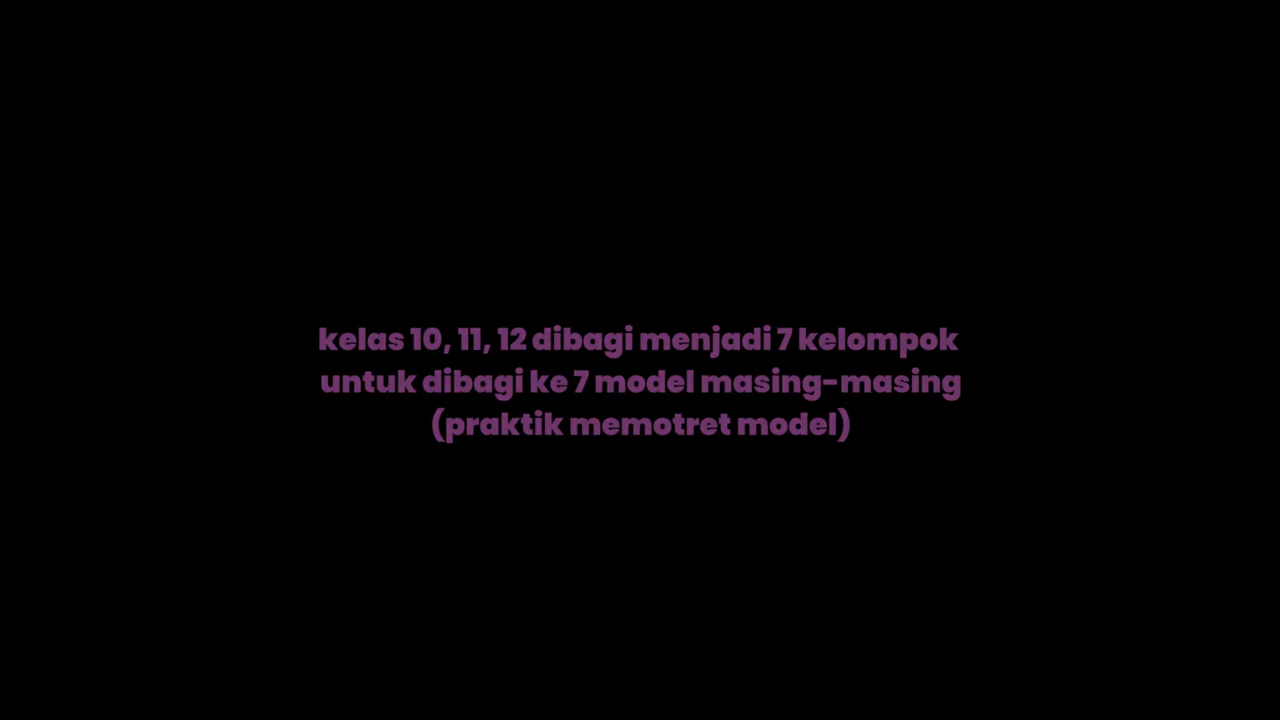 kelas 10, 11, 12 dibagi menjadi 7 kelompok
untuk dibagi ke 7 model masing-masing
(praktik memotret model)